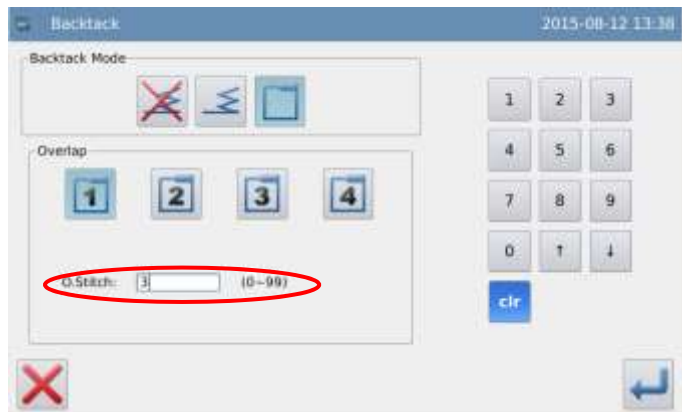 Backtack 2015-08-12 13:38
Backtack Mode
Overlap
1 2 3 4
O.Stitch: 3 (0~99)
1 2 3
4 5 6
7 8 9
0 ↑ ↓
clr